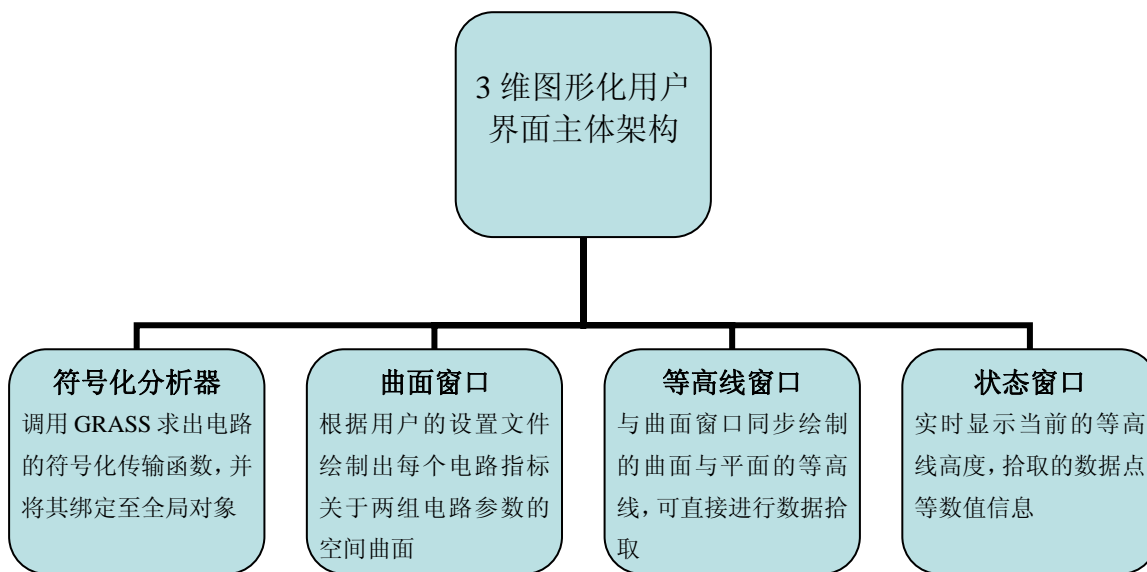 3 维图形化用户
界面主体架构
符号化分析器
调用 GRASS 求出电路
的符号化传输函数，并
将其绑定至全局对象
曲面窗口
根据用户的设置文件
绘制出每个电路指标
关于两组电路参数的
空间曲面
等高线窗口
与曲面窗口同步绘制
的曲面与平面的等高
线，可直接进行数据拾
取
状态窗口
实时显示当前的等高
线高度，拾取的数据点
等数值信息